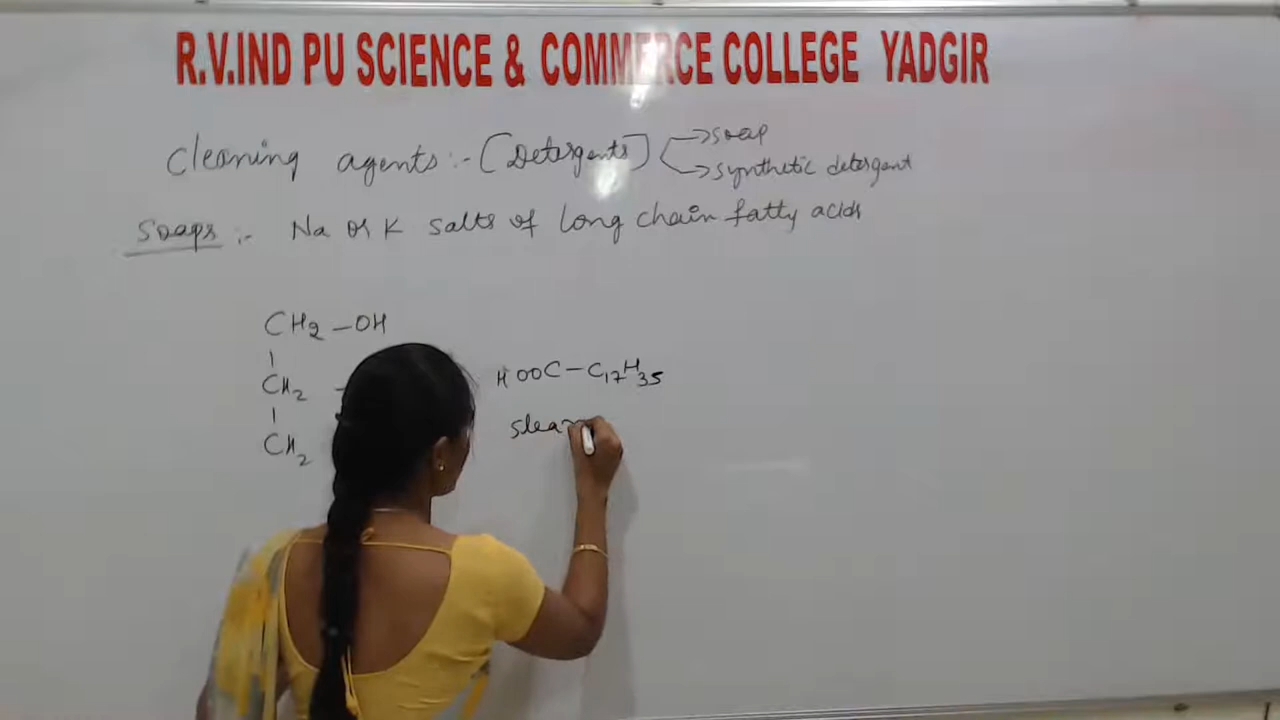 R.V.IND PU SCIENCE & COMMERCE COLLEGE YADGIR
Cleaning agents :- [Detergents] → soap
→ synthetic detergent
Soaps :- Na or K salts of long chain fatty acids
CH2 – OH
CH2 – HOOC – C17H35
CH2 stear